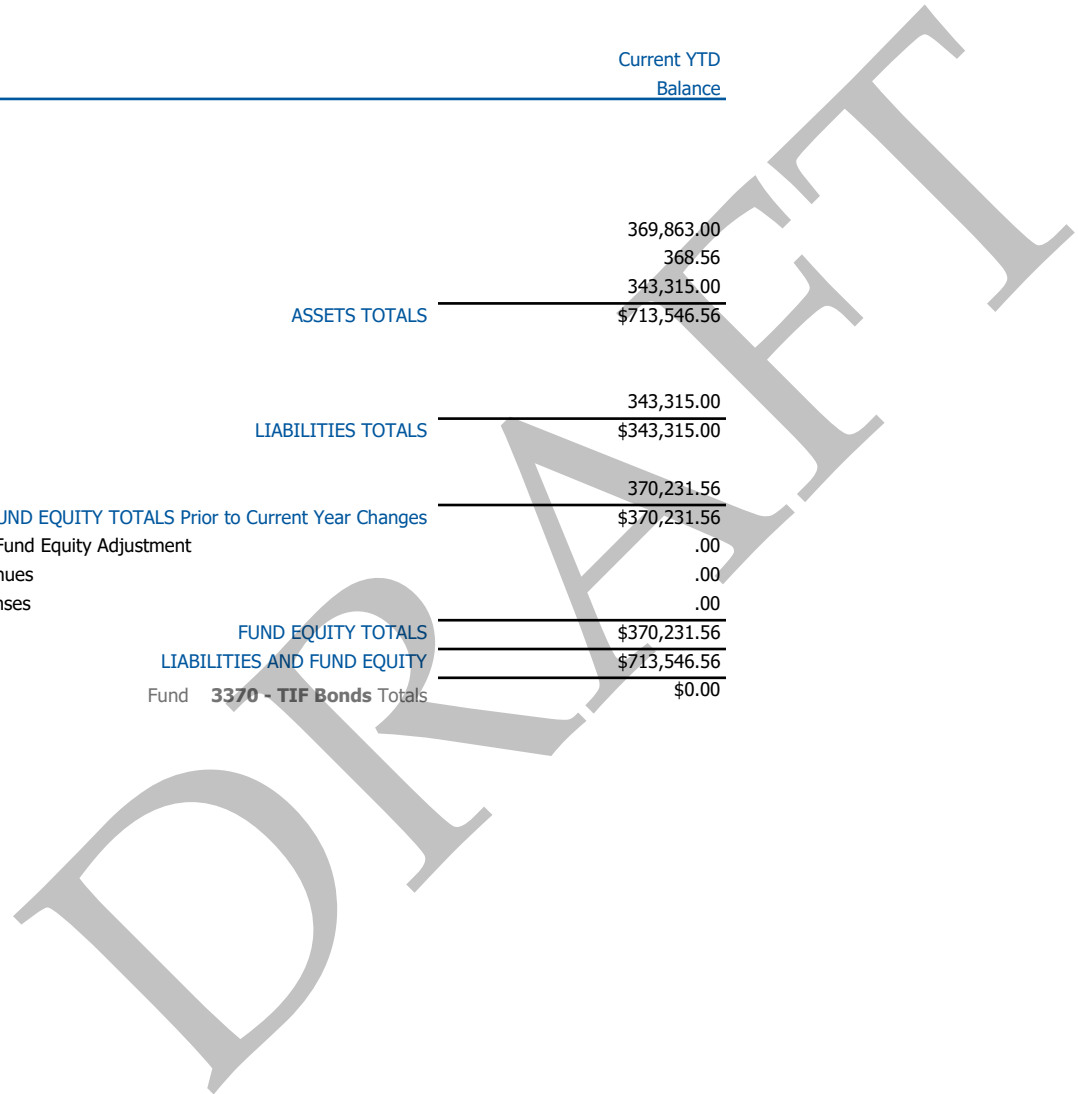 Current YTD
Balance
369,863.00
368.56
343,315.00
ASSETS TOTALS $713,546.56
343,315.00
LIABILITIES TOTALS $343,315.00
370,231.56
UND EQUITY TOTALS Prior to Current Year Changes $370,231.56
Fund Equity Adjustment .00
nues .00
nses .00
FUND EQUITY TOTALS $370,231.56
LIABILITIES AND FUND EQUITY $713,546.56
Fund 3370 - TIF Bonds Totals $0.00
DRAFT